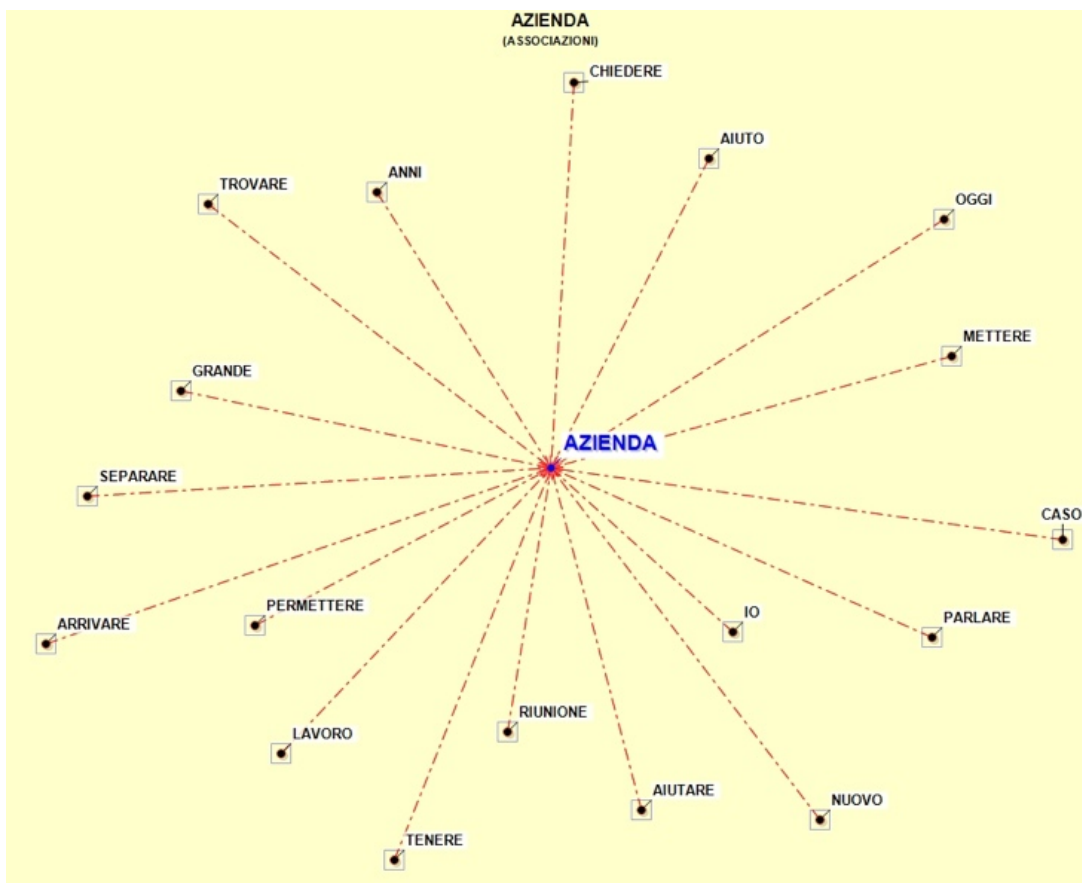 AZIENDA
(ASSOCIAZIONI)
CHIEDERE
AIUTO
ANNI
TROVARE
OGGI
METTERE
GRANDE
AZIENDA
SEPARARE
CASO
PERMETTERE
IO
PARLARE
ARRIVARE
RIUNIONE
LAVORO
AIUTARE
NUOVO
TENERE